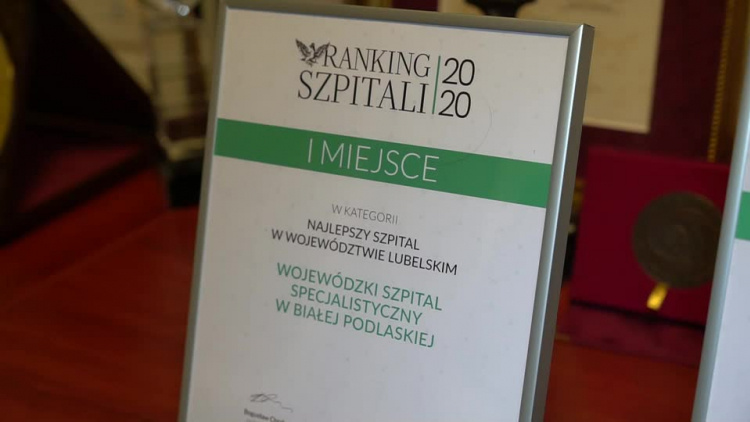 RANKING
SZPITALI
20
20
I MIEJSCE
W KATEGORII
NAJLEPSZY SZPITAL
W WOJEWÓDZTWIE LUBELSKIM
WOJEWÓDZKI SZPITAL
SPECJALISTYCZNY
W BIAŁEJ PODLASKIEJ